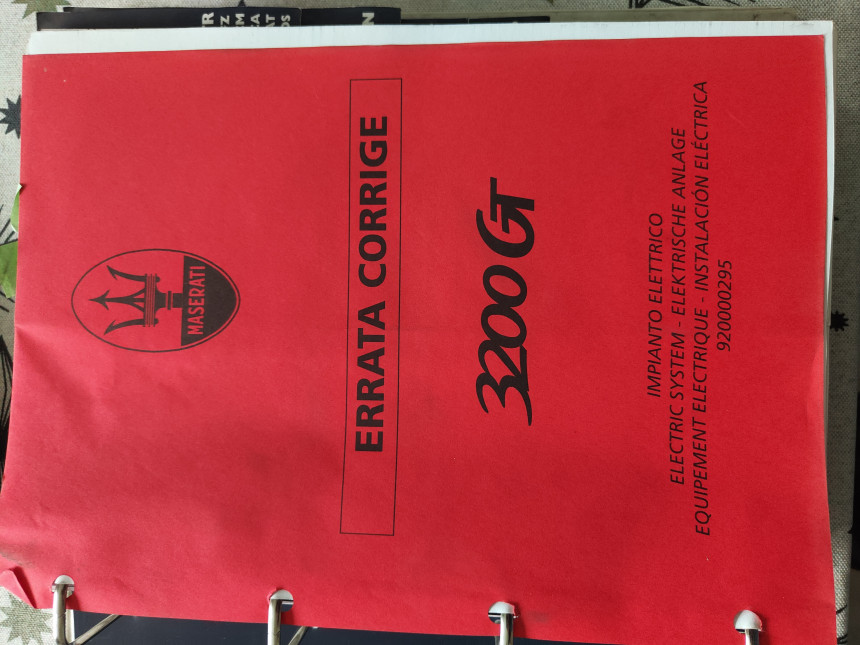 MASERATI
ERRATA CORRIGE
3200 GT
IMPIANTO ELETTRICO
ELECTRIC SYSTEM - ELEKTRISCHE ANLAGE
EQUIPEMENT ELECTRIQUE - INSTALACIÓN ELÉCTRICA
920000295